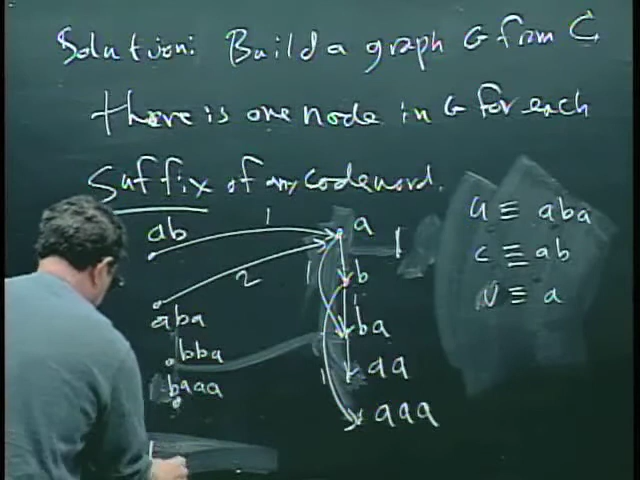 Solution: Build a graph G from C
there is one node in G for each
Suffix of any codeword.
ab 1 a
2 1 1 b
aba 1 ba
bba aa
baaa 1 aaa
u ≡ aba
c ≡ ab
v ≡ a